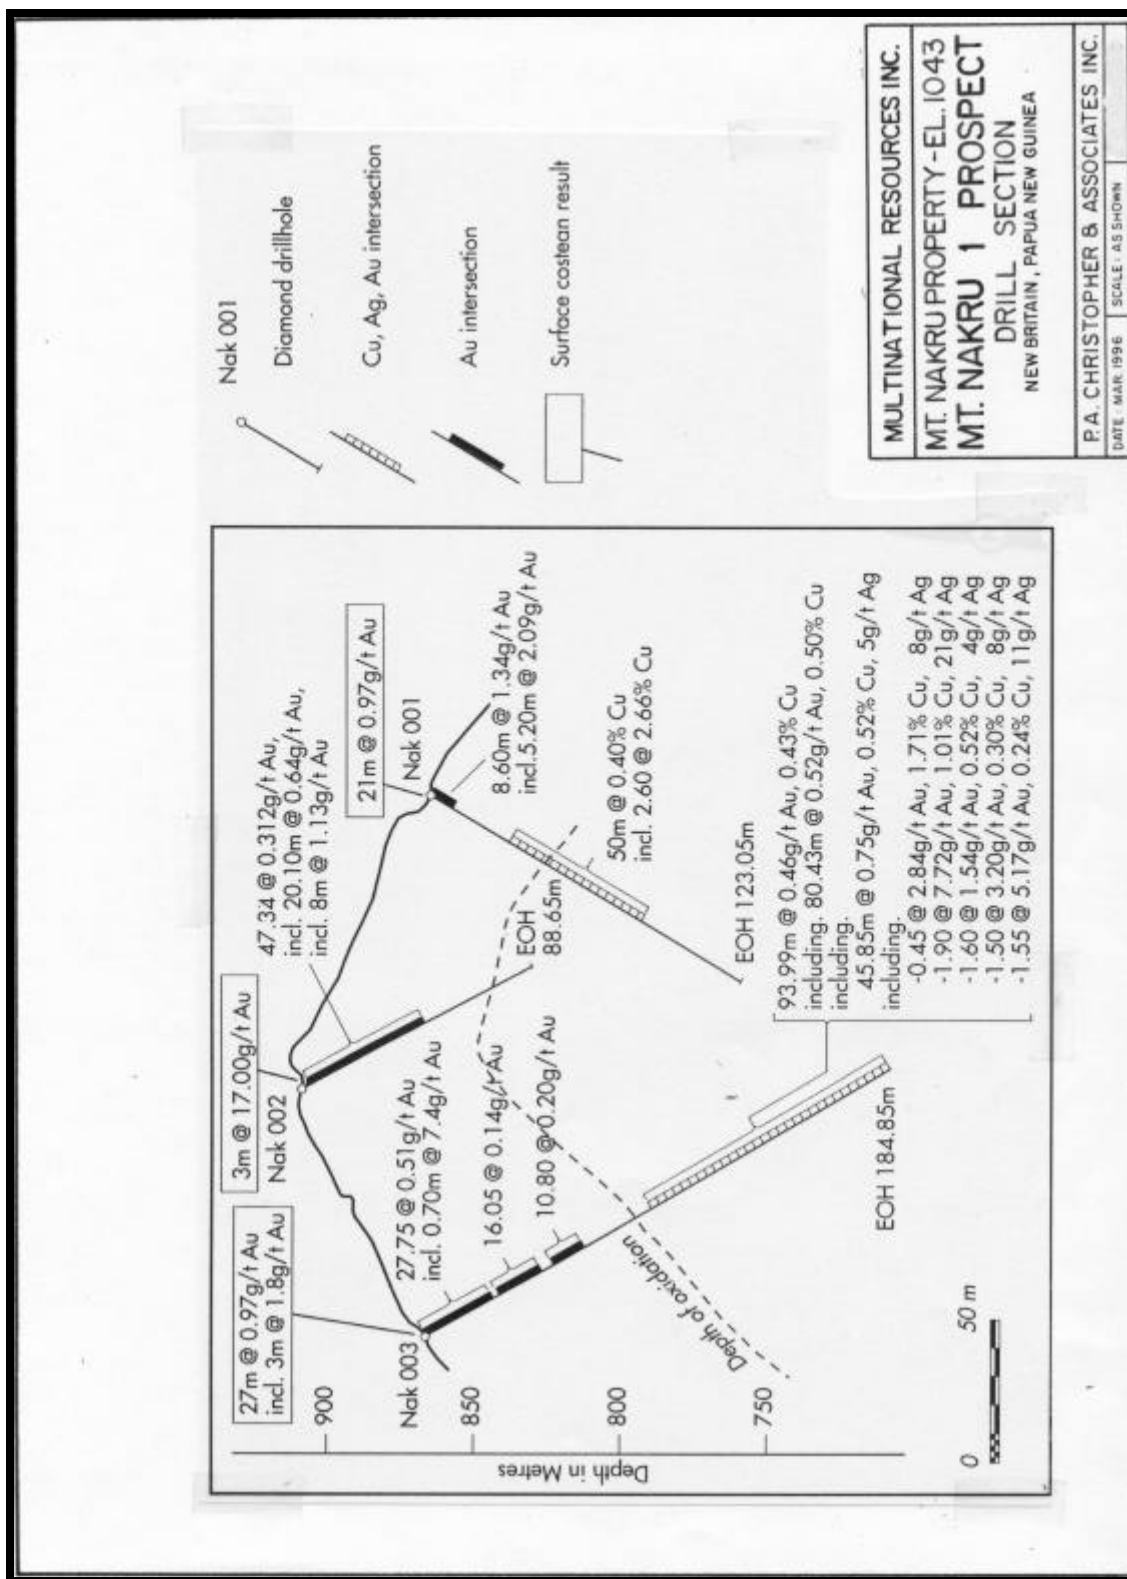 27m @ 0.97g/t Au
incl. 3m @ 1.8g/t Au
3m @ 17.00g/t Au
21m @ 0.97g/t Au
Nak 003
Nak 002
Nak 001
47.34 @ 0.312g/t Au,
incl. 20.10m @ 0.64g/t Au,
incl. 8m @ 1.13g/t Au
27.75 @ 0.51g/t Au
incl. 0.70m @ 7.4g/t Au
16.05 @ 0.14g/t Au
10.80 @ 0.20g/t Au
8.60m @ 1.34g/t Au
incl.5.20m @ 2.09g/t Au
EOH
88.65m
50m @ 0.40% Cu
incl. 2.60 @ 2.66% Cu
EOH 123.05m
93.99m @ 0.46g/t Au, 0.43% Cu
including. 80.43m @ 0.52g/t Au, 0.50% Cu
including.
45.85m @ 0.75g/t Au, 0.52% Cu, 5g/t Ag
including.
-0.45 @ 2.84g/t Au, 1.71% Cu, 8g/t Ag
-1.90 @ 7.72g/t Au, 1.01% Cu, 21g/t Ag
-1.60 @ 1.54g/t Au, 0.52% Cu, 4g/t Ag
-1.50 @ 3.20g/t Au, 0.30% Cu, 8g/t Ag
-1.55 @ 5.17g/t Au, 0.24% Cu, 11g/t Ag
EOH 184.85m
Depth of oxidation
Depth in Metres
900
850
800
750
0 50 m
Nak 001
Diamond drillhole
Cu, Ag, Au intersection
Au intersection
Surface costean result
MULTINATIONAL RESOURCES INC.
MT. NAKRU PROPERTY-EL.1043
MT. NAKRU 1 PROSPECT
DRILL SECTION
NEW BRITAIN, PAPUA NEW GUINEA
P.A. CHRISTOPHER & ASSOCIATES INC.
DATE: MAR. 1996 SCALE: AS SHOWN